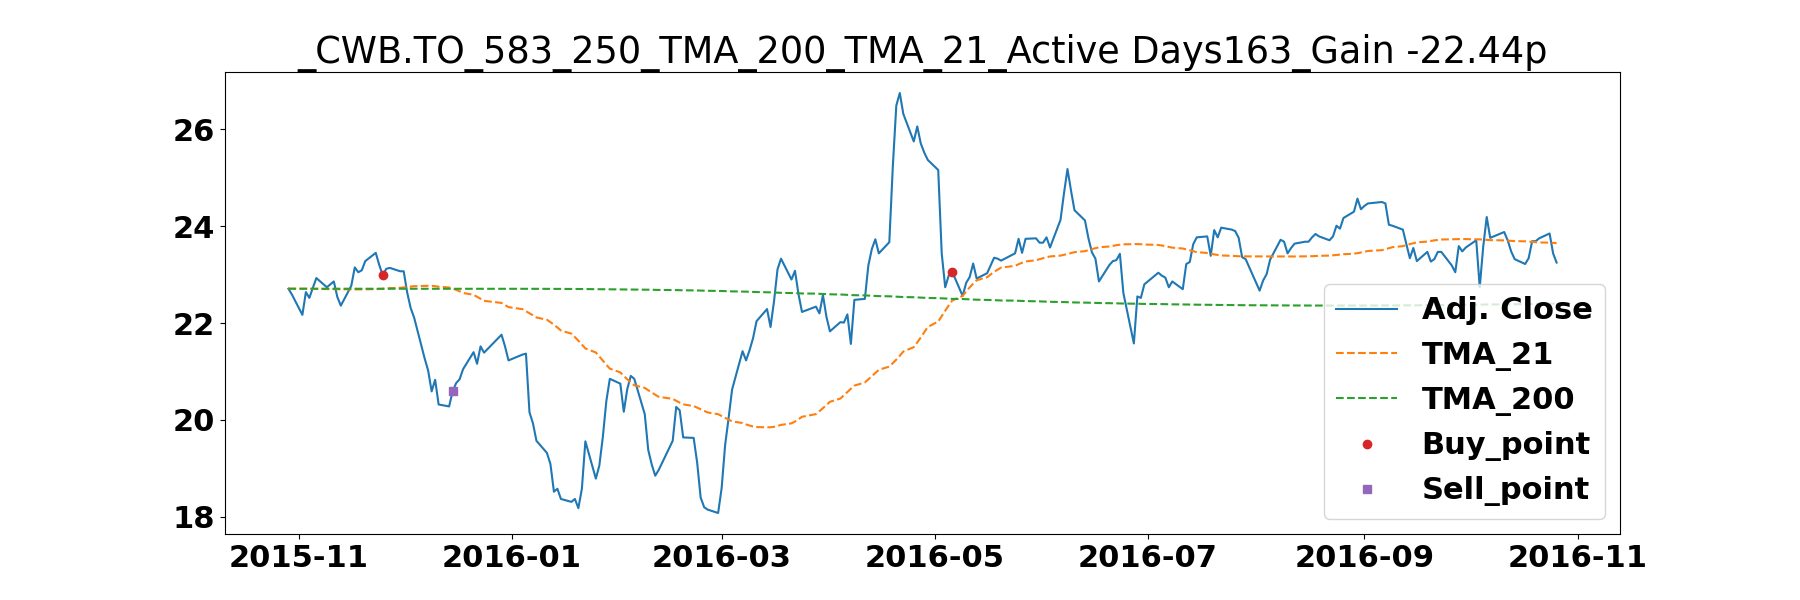 _CWB.TO_583_250_TMA_200_TMA_21_Active Days163_Gain -22.44p
26
24
22
20
18
Adj. Close
TMA_21
TMA_200
Buy_point
Sell_point
2015-11 2016-01 2016-03 2016-05 2016-07 2016-09 2016-11